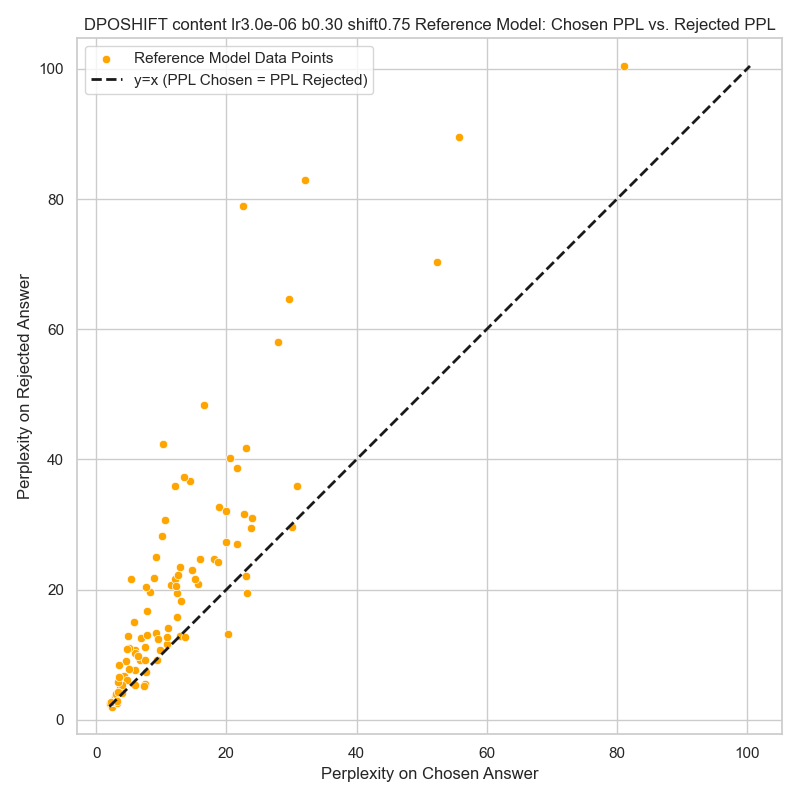 DPOSHIFT content lr3.0e-06 b0.30 shift0.75 Reference Model: Chosen PPL vs. Rejected PPL
Reference Model Data Points
y=x (PPL Chosen = PPL Rejected)
100
80
60
40
20
0
Perplexity on Rejected Answer
0 20 40 60 80 100
Perplexity on Chosen Answer